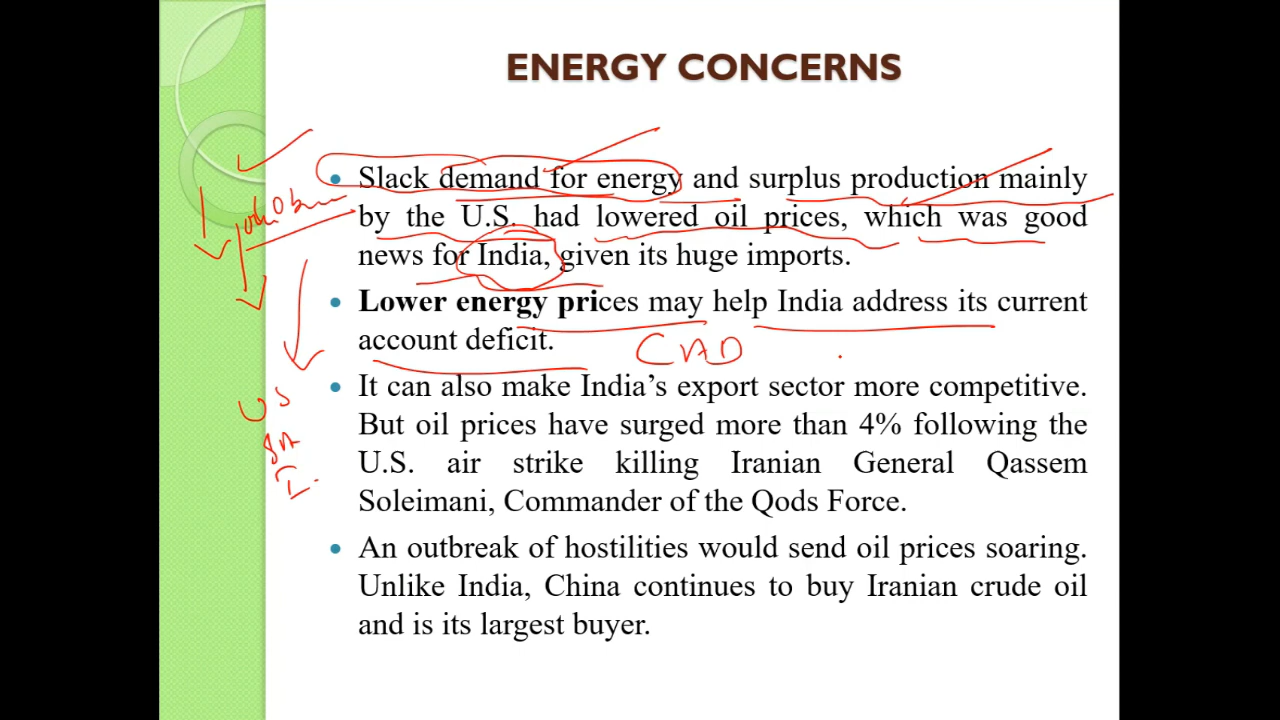 ENERGY CONCERNS
• Slack demand for energy and surplus production mainly
by the U.S. had lowered oil prices, which was good
news for India, given its huge imports.
• Lower energy prices may help India address its current
account deficit.
CAD
• It can also make India’s export sector more competitive.
US
But oil prices have surged more than 4% following the
SA
U.S. air strike killing Iranian General Qassem
I
Soleimani, Commander of the Qods Force.
• An outbreak of hostilities would send oil prices soaring.
Unlike India, China continues to buy Iranian crude oil
and is its largest buyer.